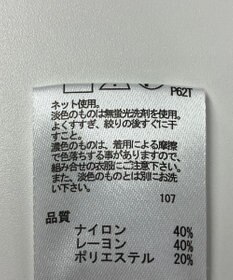 P62T
ネット使用。
淡色のものは無蛍光洗剤を使用。
よくすすぎ、絞りの後すぐに干
すこと。
濃色のものは、着用による摩擦
で色落ちする事がありますので、
組み合せの衣服にご注意下さい。
また、淡色のものとは別にお洗
い下さい。
107
品質
ナイロン 40%
レーヨン 40%
ポリエステル 20%